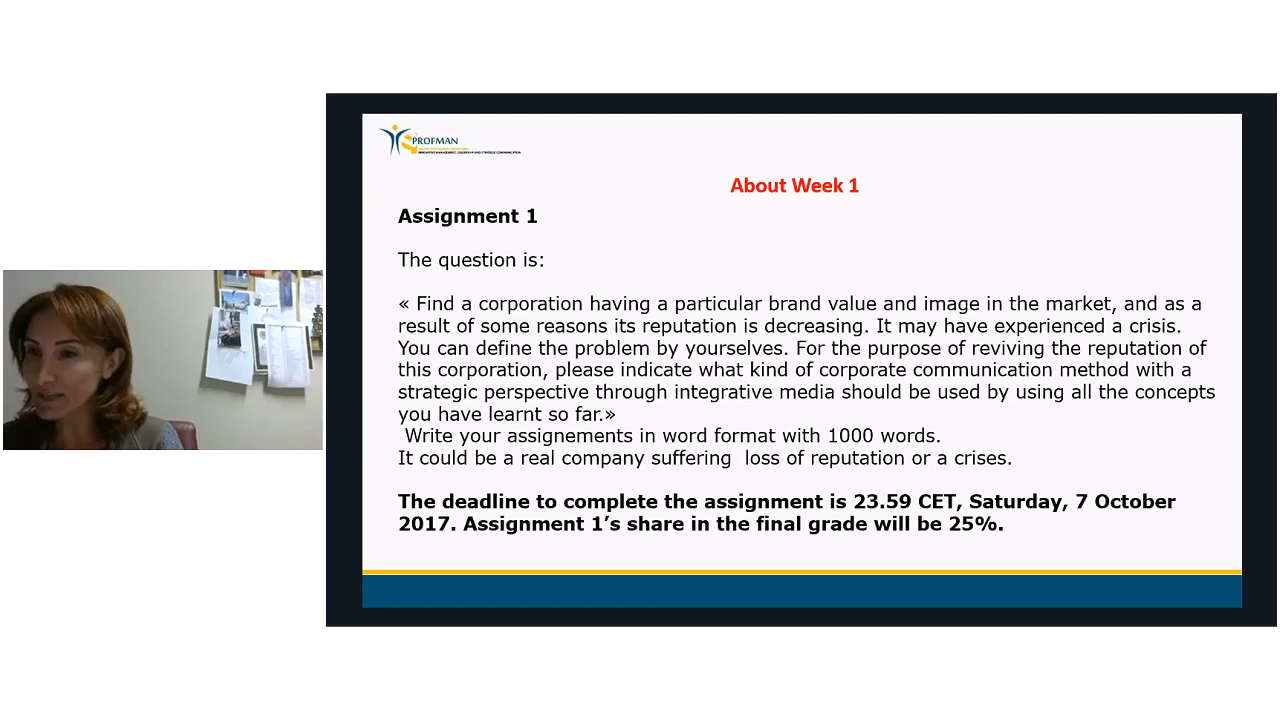 PROFMAN
INNOVATIVE MANAGEMENT, LEADERSHIP AND STRATEGIC COMMUNICATION
About Week 1
Assignment 1
The question is:
« Find a corporation having a particular brand value and image in the market, and as a
result of some reasons its reputation is decreasing. It may have experienced a crisis.
You can define the problem by yourselves. For the purpose of reviving the reputation of
this corporation, please indicate what kind of corporate communication method with a
strategic perspective through integrative media should be used by using all the concepts
you have learnt so far.»
Write your assignements in word format with 1000 words.
It could be a real company suffering loss of reputation or a crises.
The deadline to complete the assignment is 23.59 CET, Saturday, 7 October
2017. Assignment 1’s share in the final grade will be 25%.